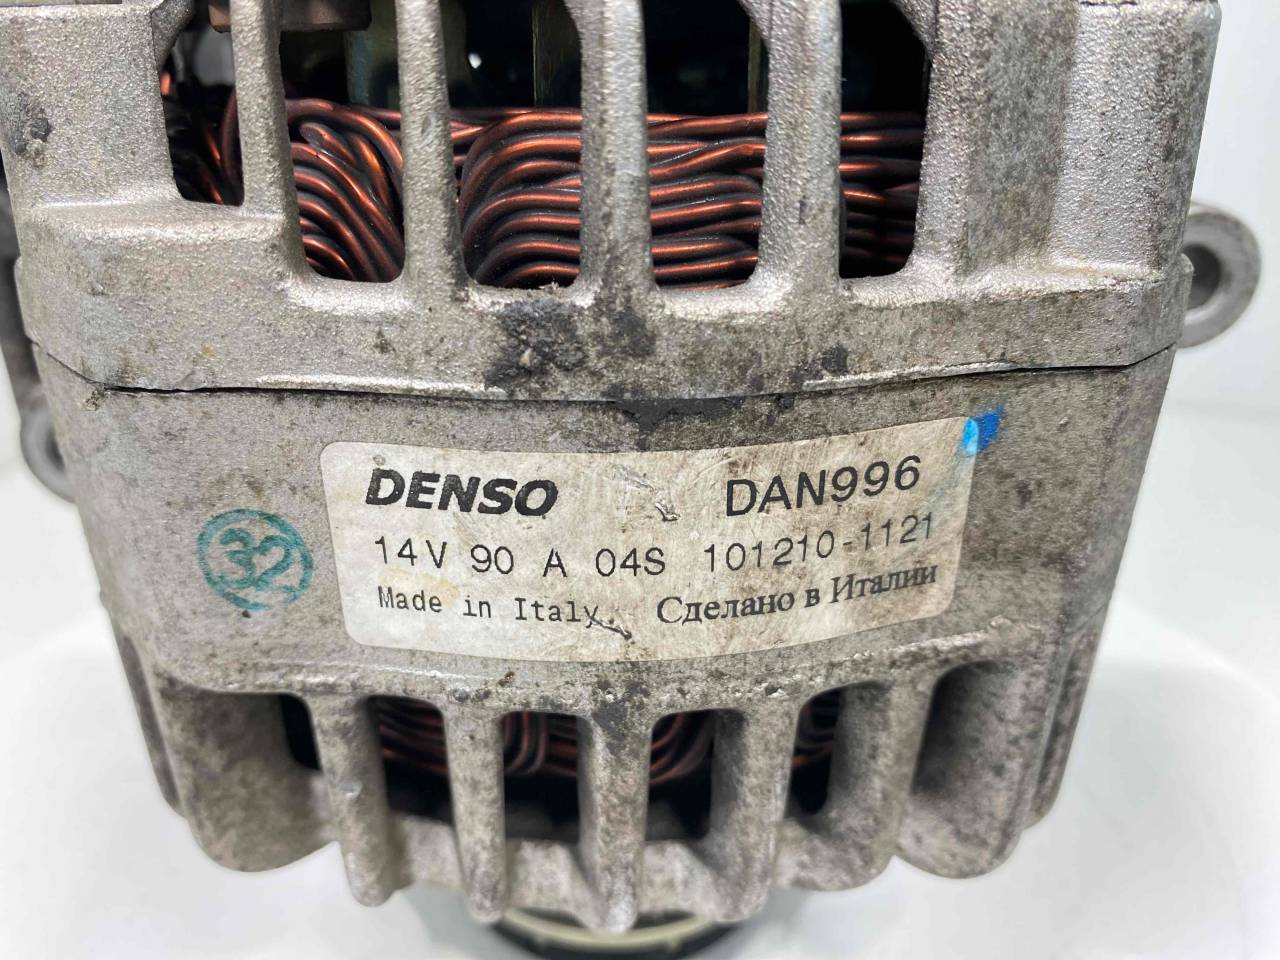 DENSO DAN996
14V 90 A 04S 101210-1121
Made in Italy. Сделано в Италии
32